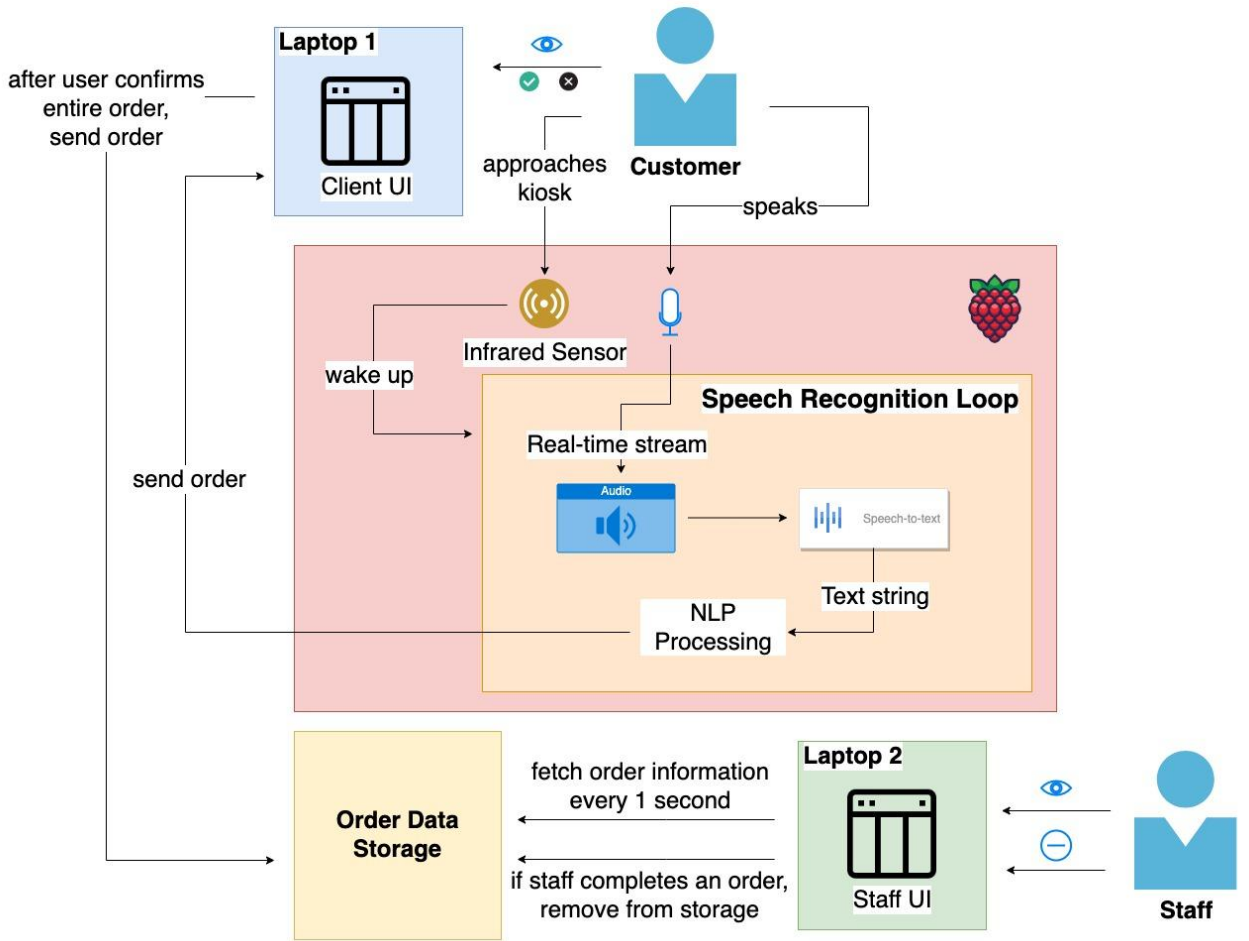 Laptop 1
Client UI
after user confirms
entire order,
send order
Customer
approaches
kiosk
speaks
Infrared Sensor
wake up
Speech Recognition Loop
Real-time stream
Audio
Speech-to-text
Text string
NLP
Processing
send order
Order Data
Storage
fetch order information
every 1 second
if staff completes an order,
remove from storage
Laptop 2
Staff UI
Staff